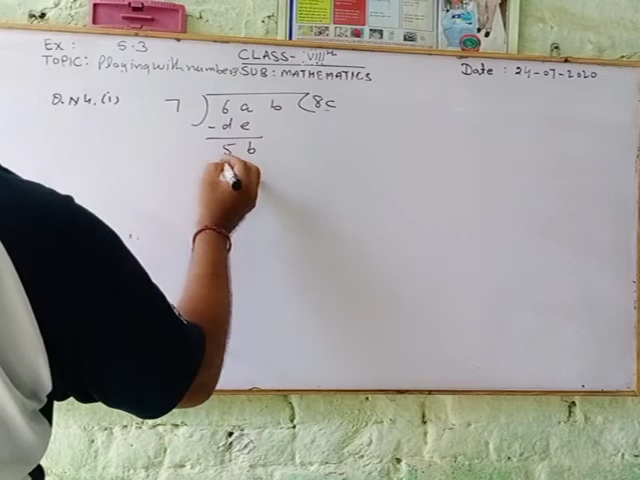 Ex : 5.3 CLASS- VIIIth
TOPIC: Playing with numbers SUB: MATHEMATICS Date : 24-07-2020
Q.N 4. (i) 7 ) 6 a b ( 8c
- d e
5 b